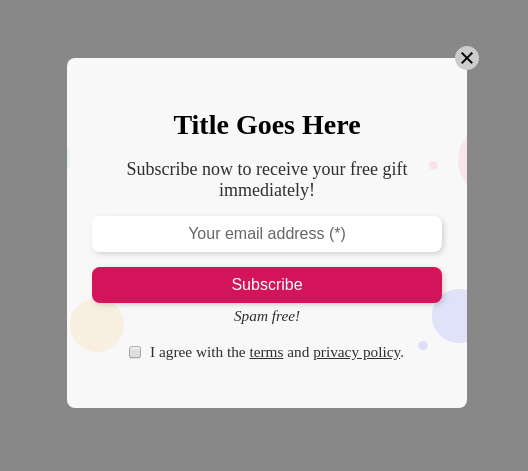 Title Goes Here
Subscribe now to receive your free gift
immediately!
Your email address (*)
Subscribe
Spam free!
I agree with the terms and privacy policy.